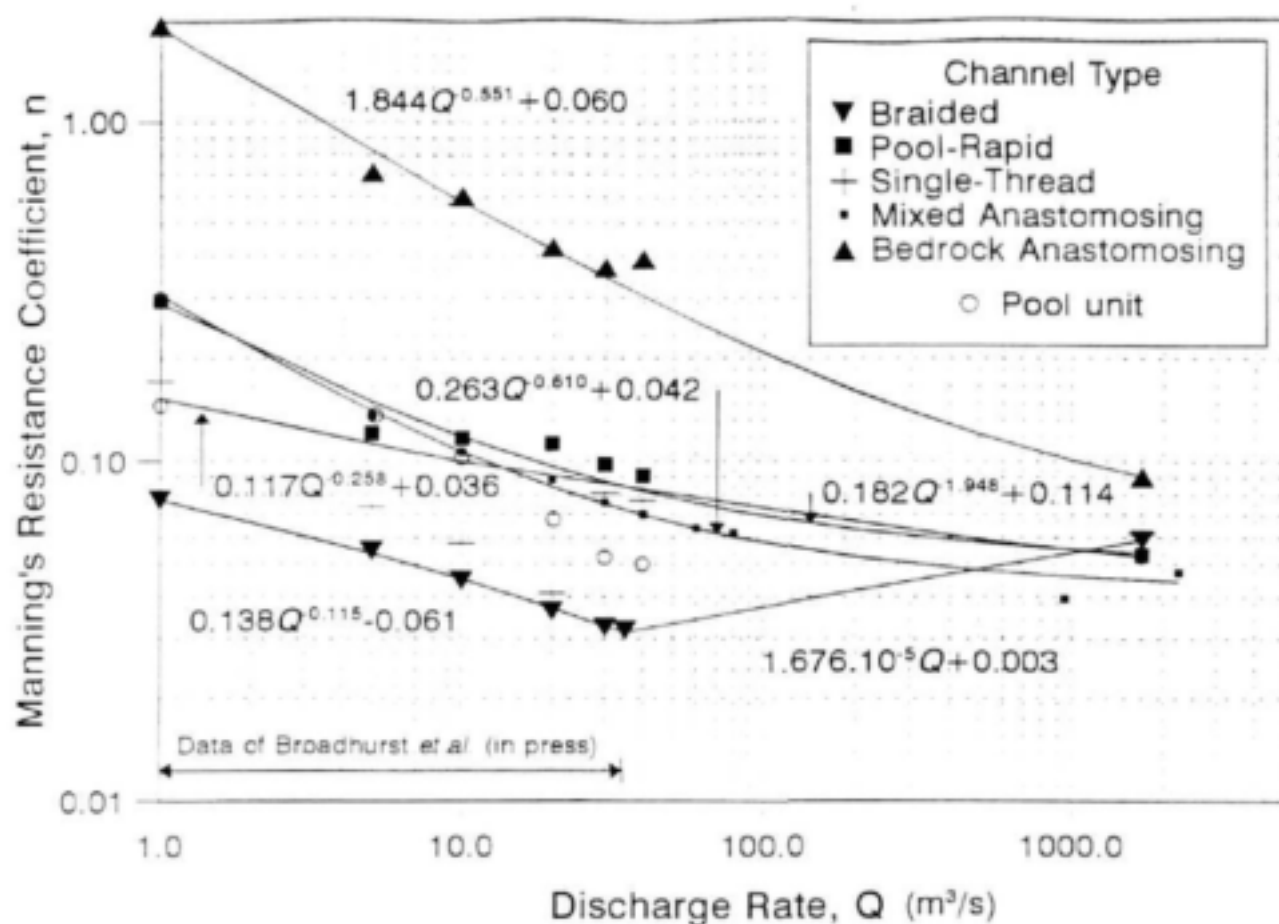 Manning's Resistance Coefficient, n
1.00
0.10
0.01
1.844Q^-0.551+0.060
Channel Type
Braided
Pool-Rapid
Single-Thread
Mixed Anastomosing
Bedrock Anastomosing
Pool unit
0.263Q^-0.610+0.042
0.117Q^-0.258+0.036
0.182Q^-1.948+0.114
0.138Q^-0.115-0.061
1.676.10^-5Q+0.003
Data of Broadhurst et.al (in press)
1.0
10.0
100.0
1000.0
Discharge Rate, Q (m³/s)